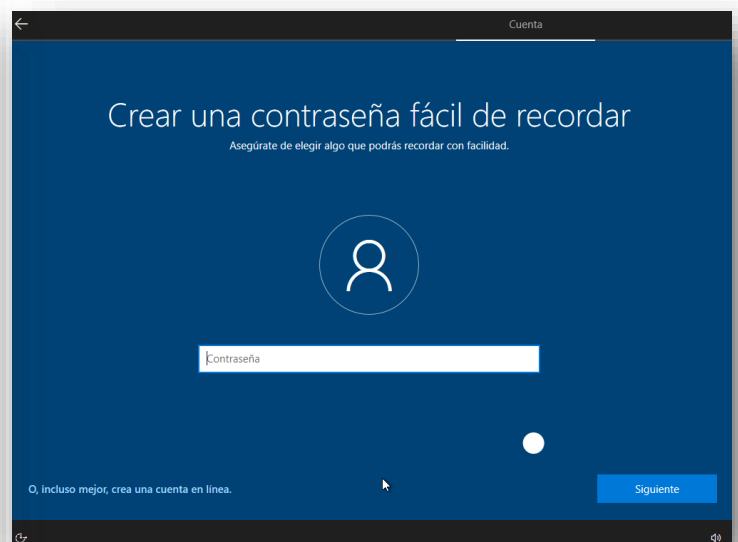 Cuenta
Crear una contraseña fácil de recordar
Asegúrate de elegir algo que podrás recordar con facilidad.
Contraseña
O, incluso mejor, crea una cuenta en línea.
Siguiente